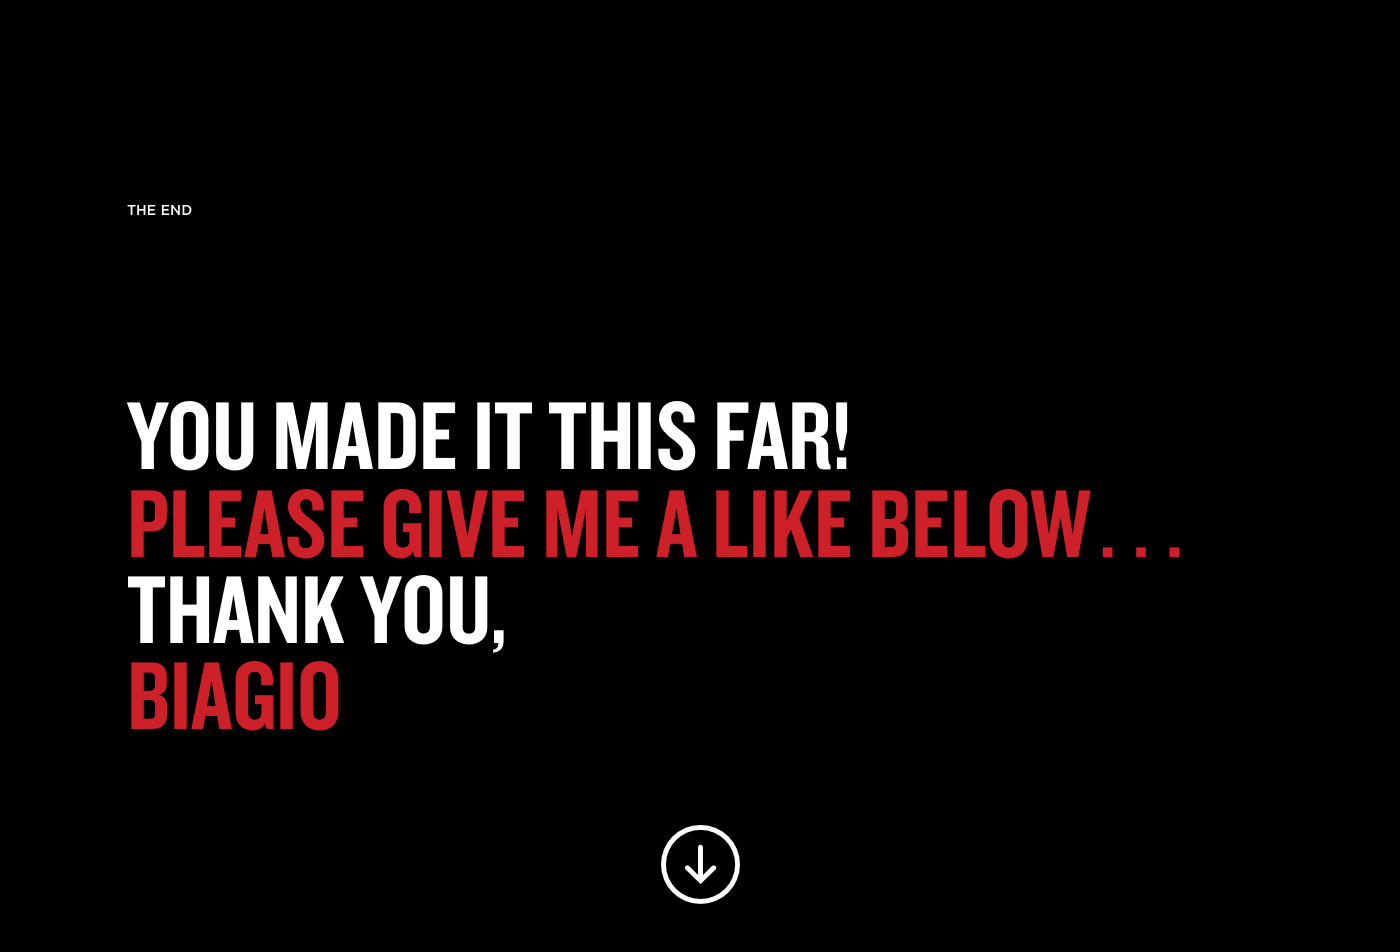 THE END
YOU MADE IT THIS FAR!
PLEASE GIVE ME A LIKE BELOW...
THANK YOU,
BIAGIO